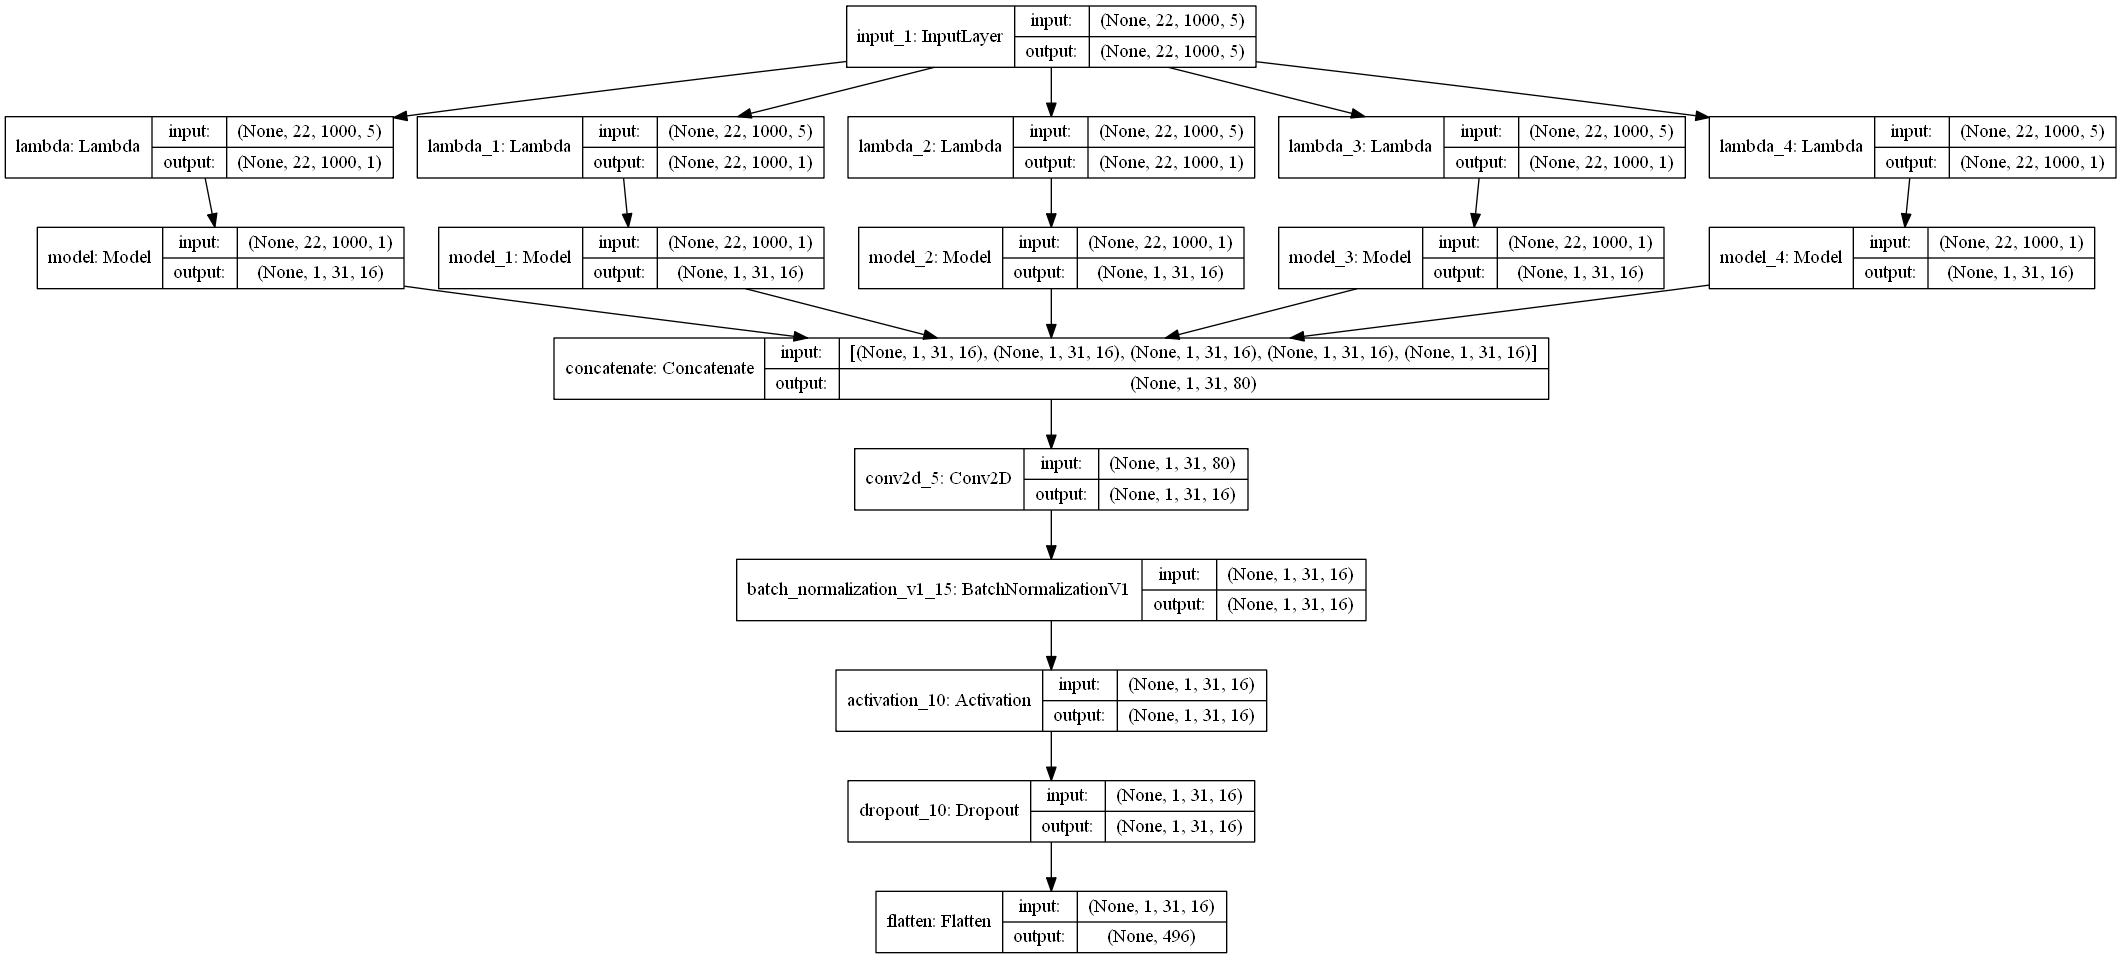 input_1: InputLayer
input: (None, 22, 1000, 5)
output: (None, 22, 1000, 5)
lambda: Lambda
input: (None, 22, 1000, 5)
output: (None, 22, 1000, 1)
lambda_1: Lambda
input: (None, 22, 1000, 5)
output: (None, 22, 1000, 1)
lambda_2: Lambda
input: (None, 22, 1000, 5)
output: (None, 22, 1000, 1)
lambda_3: Lambda
input: (None, 22, 1000, 5)
output: (None, 22, 1000, 1)
lambda_4: Lambda
input: (None, 22, 1000, 5)
output: (None, 22, 1000, 1)
model: Model
input: (None, 22, 1000, 1)
output: (None, 1, 31, 16)
model_1: Model
input: (None, 22, 1000, 1)
output: (None, 1, 31, 16)
model_2: Model
input: (None, 22, 1000, 1)
output: (None, 1, 31, 16)
model_3: Model
input: (None, 22, 1000, 1)
output: (None, 1, 31, 16)
model_4: Model
input: (None, 22, 1000, 1)
output: (None, 1, 31, 16)
concatenate: Concatenate
input: [(None, 1, 31, 16), (None, 1, 31, 16), (None, 1, 31, 16), (None, 1, 31, 16), (None, 1, 31, 16)]
output: (None, 1, 31, 80)
conv2d_5: Conv2D
input: (None, 1, 31, 80)
output: (None, 1, 31, 16)
batch_normalization_v1_15: BatchNormalizationV1
input: (None, 1, 31, 16)
output: (None, 1, 31, 16)
activation_10: Activation
input: (None, 1, 31, 16)
output: (None, 1, 31, 16)
dropout_10: Dropout
input: (None, 1, 31, 16)
output: (None, 1, 31, 16)
flatten: Flatten
input: (None, 1, 31, 16)
output: (None, 496)